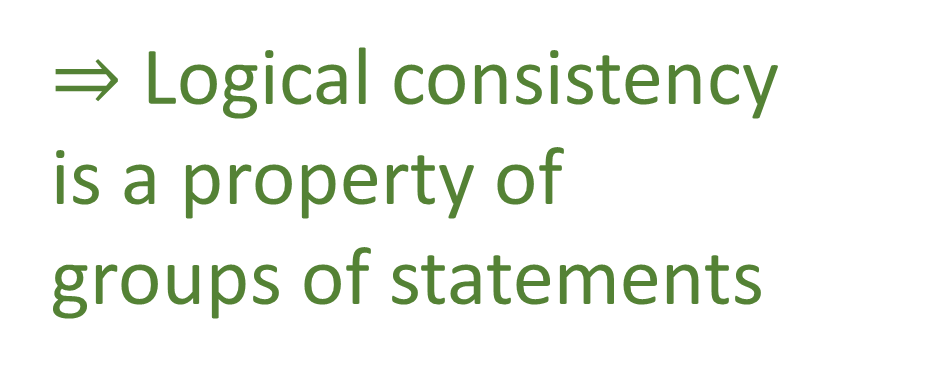 ⇒ Logical consistency
is a property of
groups of statements